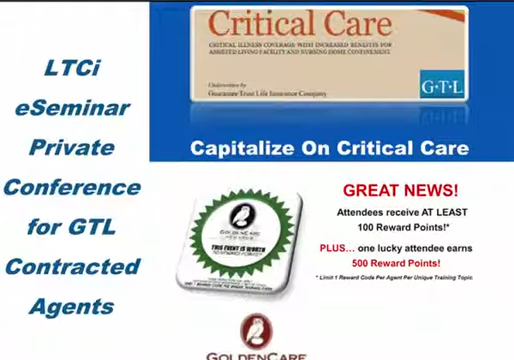 LTCi
eSeminar
Private
Conference
for GTL
Contracted
Agents
Critical Care
CRITICAL ILLNESS COVERAGE WITH INCREASED BENEFITS FOR
ASSISTED LIVING FACILITY AND NURSING HOME CONFINEMENT
Underwritten by
Guarantee Trust Life Insurance Company
G·T·L
Capitalize On Critical Care
GOLDENCARE
THIS EVENT IS WORTH
GREAT NEWS!
Attendees receive AT LEAST
100 Reward Points!*
PLUS... one lucky attendee earns
500 Reward Points!
* Limit 1 Reward Code Per Agent Per Unique Training Topic
GOLDENCARE